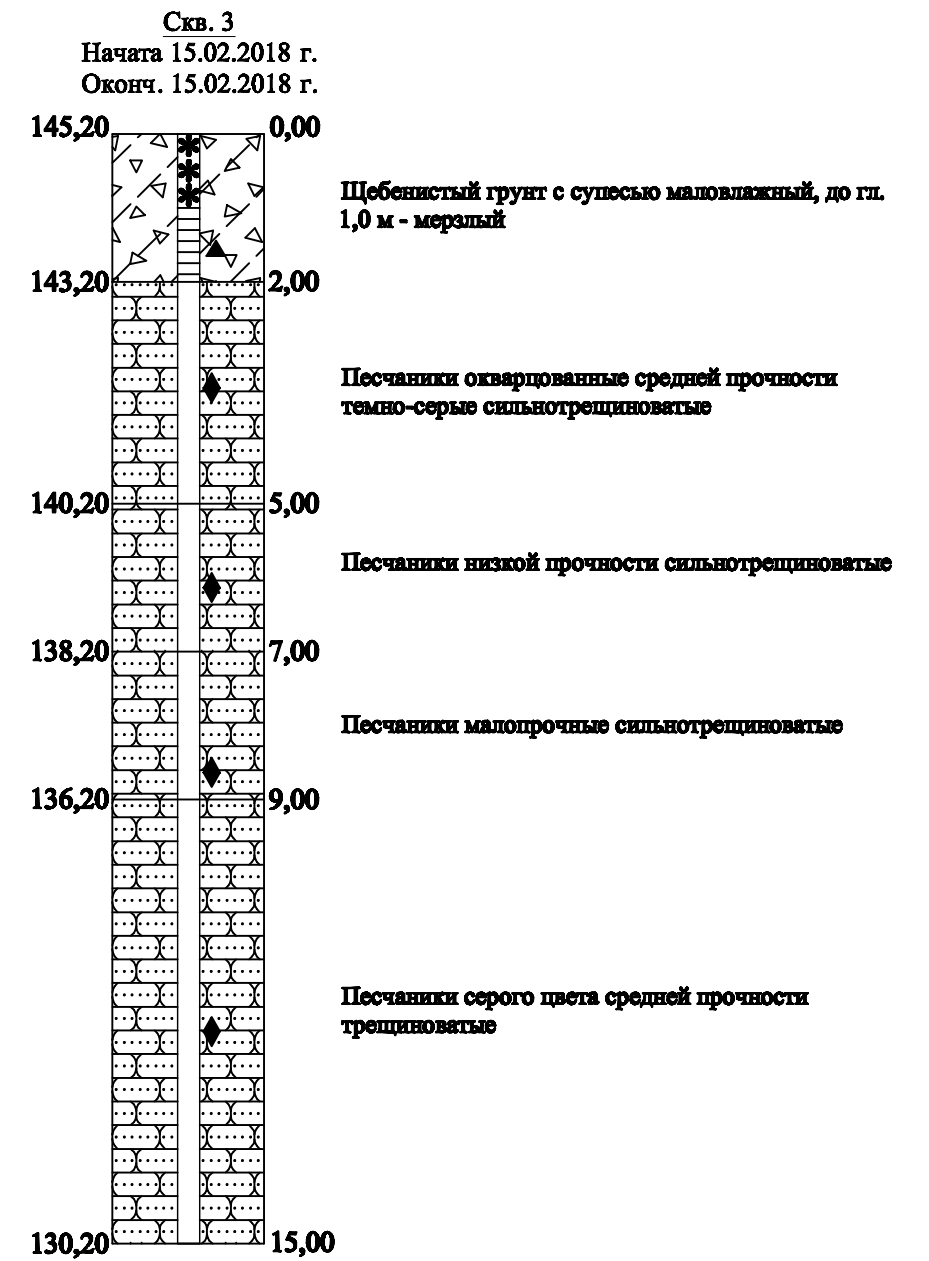 Скв. 3
Начата 15.02.2018 г.
Оконч. 15.02.2018 г.
145,20 0,00
Щебенистый грунт с супесью маловлажный, до гл.
1,0 м - мерзлый
143,20 2,00
Песчаники окварцованные средней прочности
темно-серые сильнотрещиноватые
140,20 5,00
Песчаники низкой прочности сильнотрещиноватые
138,20 7,00
Песчаники малопрочные сильнотрещиноватые
136,20 9,00
Песчаники серого цвета средней прочности
трещиноватые
130,20 15,00